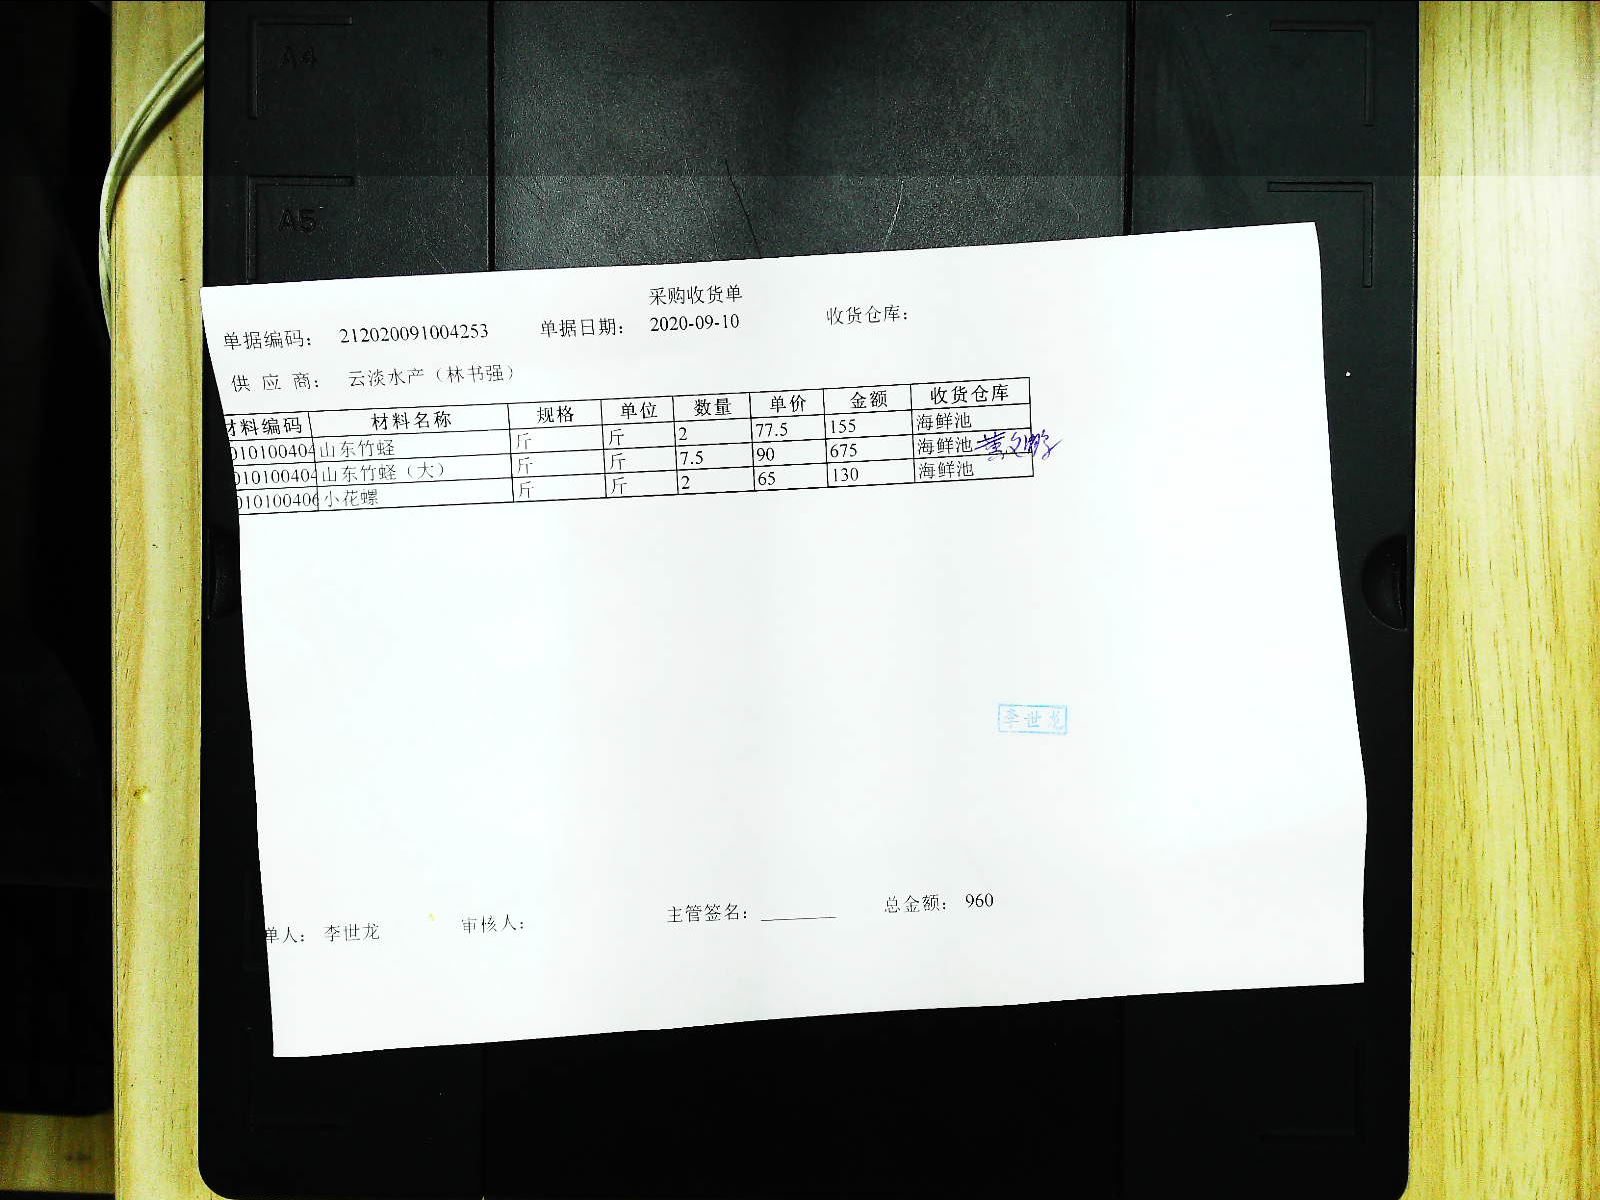 A4
A5
采购收货单
单据编码： 212020091004253 单据日期： 2020-09-10 收货仓库：
供 应 商： 云淡水产（林书强）
材料编码 材料名称 规格 单位 数量 单价 金额 收货仓库
010100404 山东竹蛏 斤 斤 2 77.5 155 海鲜池
010100404 山东竹蛏（大） 斤 斤 7.5 90 675 海鲜池
010100406 小花螺 斤 斤 2 65 130 海鲜池
李世龙
单人： 李世龙 审核人： 主管签名： 总金额： 960